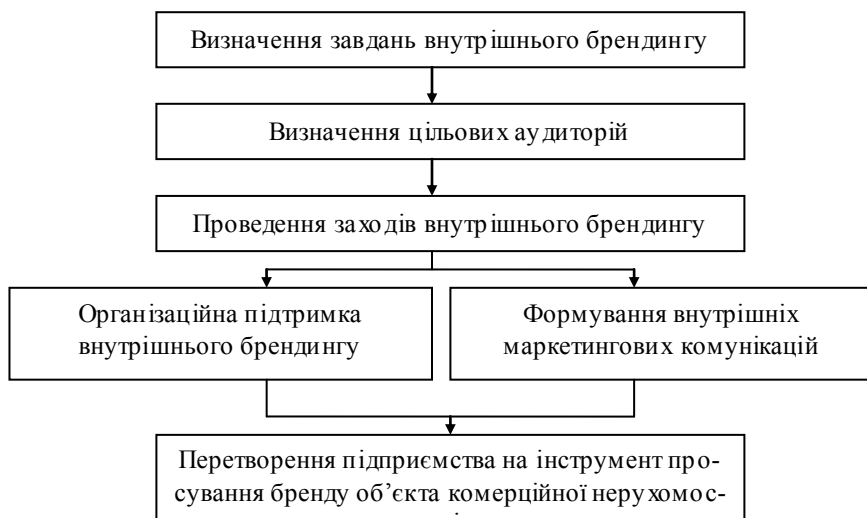 Визначення завдань внутрішнього брендингу
Визначення цільових аудиторій
Проведення заходів внутрішнього брендингу
Організаційна підтримка
внутрішнього брендингу
Формування внутрішніх
маркетингових комунікацій
Перетворення підприємства на інструмент про-
сування бренду об’єкта комерційної нерухомос-